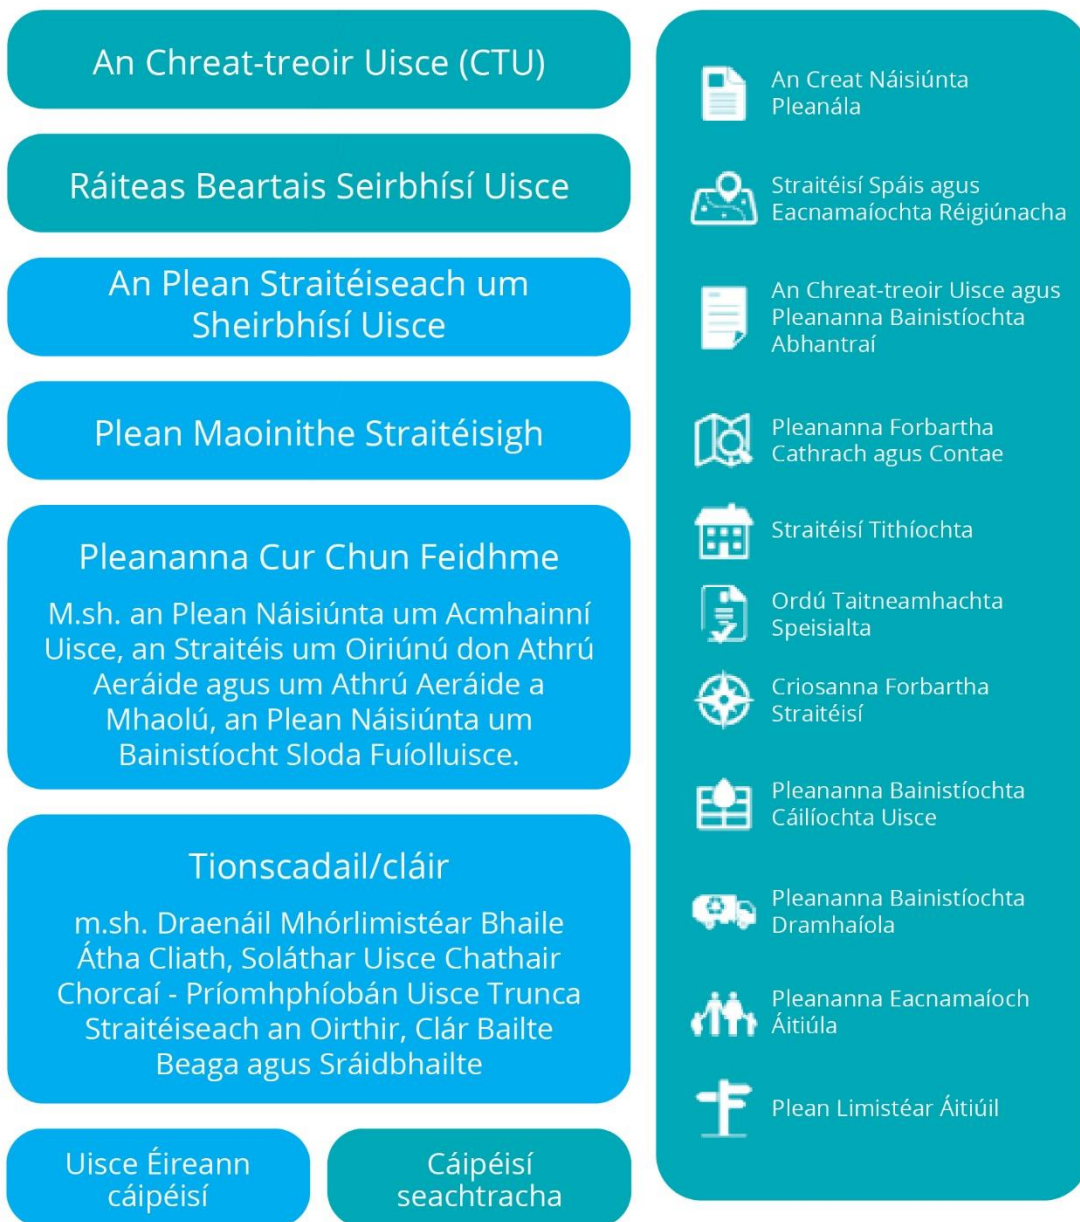 An Chreat-treoir Uisce (CTU)
Ráiteas Beartais Seirbhísí Uisce
An Plean Straitéiseach um
Sheirbhísí Uisce
Plean Maoinithe Straitéisigh
Pleananna Cur Chun Feidhme
M.sh. an Plean Náisiúnta um Acmhainní
Uisce, an Straitéis um Oiriúnú don Athrú
Aeráide agus um Athrú Aeráide a
Mhaolú, an Plean Náisiúnta um
Bainistíocht Sloda Fuíolluisce.
Tionscadail/cláir
m.sh. Draenáil Mhórlimistéar Bhaile
Átha Cliath, Soláthar Uisce Chathair
Chorcaí - Príomhphíobán Uisce Trunca
Straitéiseach an Oirthir, Clár Bailte
Beaga agus Sráidbhailte
Uisce Éireann
cáipéisí
Cáipéisí
seachtracha
An Creat Náisiúnta
Pleanála
Straitéisí Spáis agus
Eacnamaíochta Réigiúnacha
An Chreat-treoir Uisce agus
Pleananna Bainistíochta
Abhantraí
Pleananna Forbartha
Cathrach agus Contae
Straitéisí Tithíochta
Ordú Taitneamhachta
Speisialta
Criosanna Forbartha
Straitéisí
Pleananna Bainistíochta
Cáilíochta Uisce
Pleananna Bainistíochta
Dramhaíola
Pleananna Eacnamaíoch
Áitiúla
Plean Limistéar Áitiúil